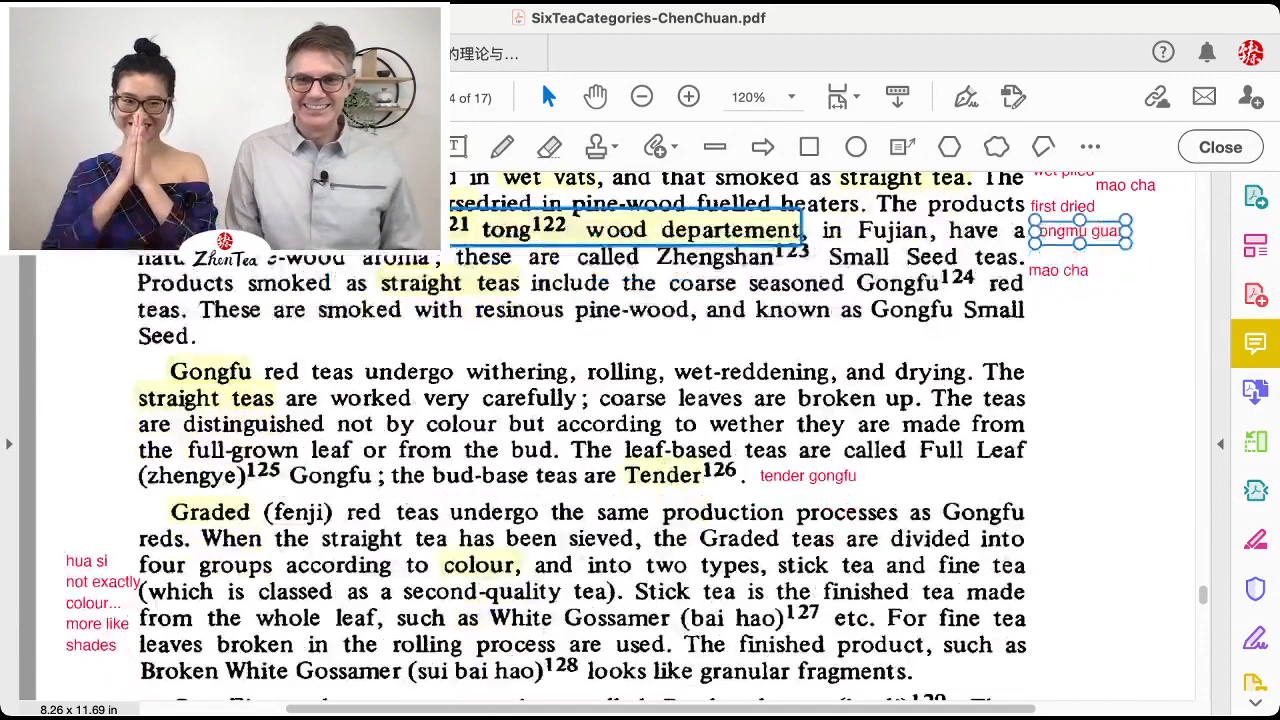 SixTeaCategories-ChenChuan.pdf
的理论与...
4 of 17)
120%
Close
u in wet vats, and that smoked as straight tea. The
wet piled
mao cha
rsedried in pine-wood fuelled heaters. The products
first dried
21 tong122 wood departement, in Fujian, have a
ongmu gua
ZhenTea
natu e-wood aroma; these are called Zhengshan123 Small Seed teas.
mao cha
Products smoked as straight teas include the coarse seasoned Gongfu124 red
teas. These are smoked with resinous pine-wood, and known as Gongfu Small
Seed.
Gongfu red teas undergo withering, rolling, wet-reddening, and drying. The
straight teas are worked very carefully; coarse leaves are broken up. The teas
are distinguished not by colour but according to wether they are made from
the full-grown leaf or from the bud. The leaf-based teas are called Full Leaf
(zhengye)125 Gongfu; the bud-base teas are Tender126.
tender gongfu
Graded (fenji) red teas undergo the same production processes as Gongfu
reds. When the straight tea has been sieved, the Graded teas are divided into
four groups according to colour, and into two types, stick tea and fine tea
(which is classed as a second-quality tea). Stick tea is the finished tea made
from the whole leaf, such as White Gossamer (bai hao)127 etc. For fine tea
leaves broken in the rolling process are used. The finished product, such as
Broken White Gossamer (sui bai hao)128 looks like granular fragments.
hua si
not exactly
colour...
more like
shades
8.26 x 11.69 in